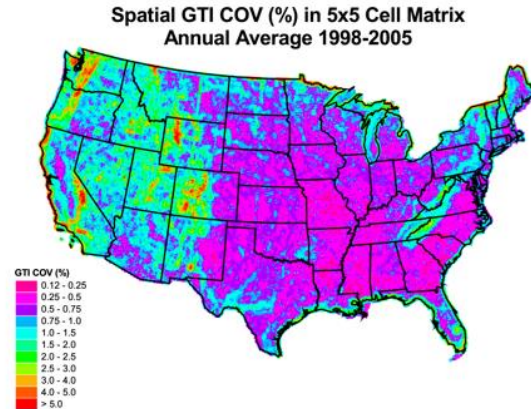 Spatial GTI COV (%) in 5x5 Cell Matrix
Annual Average 1998-2005
GTI COV (%)
0.12 - 0.25
0.25 - 0.5
0.5 - 0.75
0.75 - 1.0
1.0 - 1.5
1.5 - 2.0
2.0 - 2.5
2.5 - 3.0
3.0 - 4.0
4.0 - 5.0
> 5.0